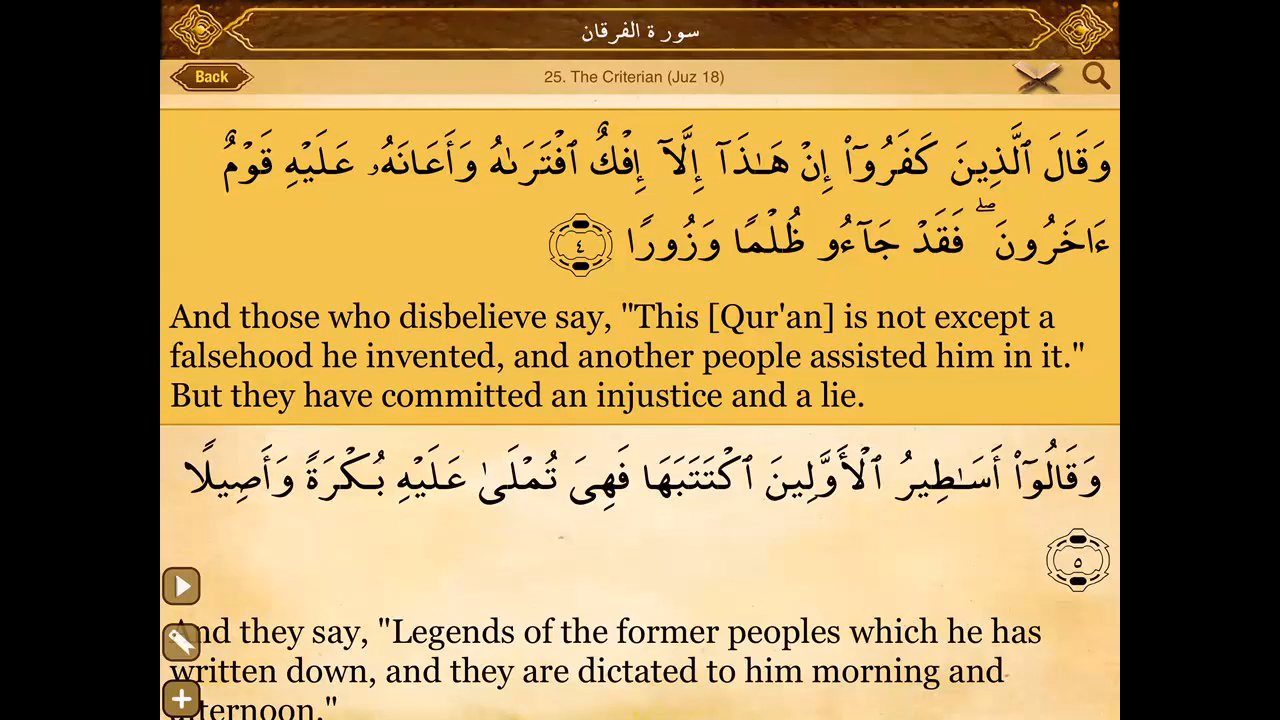 سورة الفرقان
Back
25. The Criterian (Juz 18)
وَقَالَ ٱلَّذِينَ كَفَرُوٓا۟ إِنْ هَـٰذَآ إِلَّآ إِفْكٌ ٱفْتَرَىٰهُ وَأَعَانَهُۥ عَلَيْهِ قَوْمٌ
ءَاخَرُونَ ۖ فَقَدْ جَآءُو ظُلْمًا وَزُورًا ٤
And those who disbelieve say, "This [Qur'an] is not except a
falsehood he invented, and another people assisted him in it."
But they have committed an injustice and a lie.
وَقَالُوٓا۟ أَسَـٰطِيرُ ٱلْأَوَّلِينَ ٱكْتَتَبَهَا فَهِىَ تُمْلَىٰ عَلَيْهِ بُكْرَةً وَأَصِيلًا
٥
And they say, "Legends of the former peoples which he has
written down, and they are dictated to him morning and
afternoon."